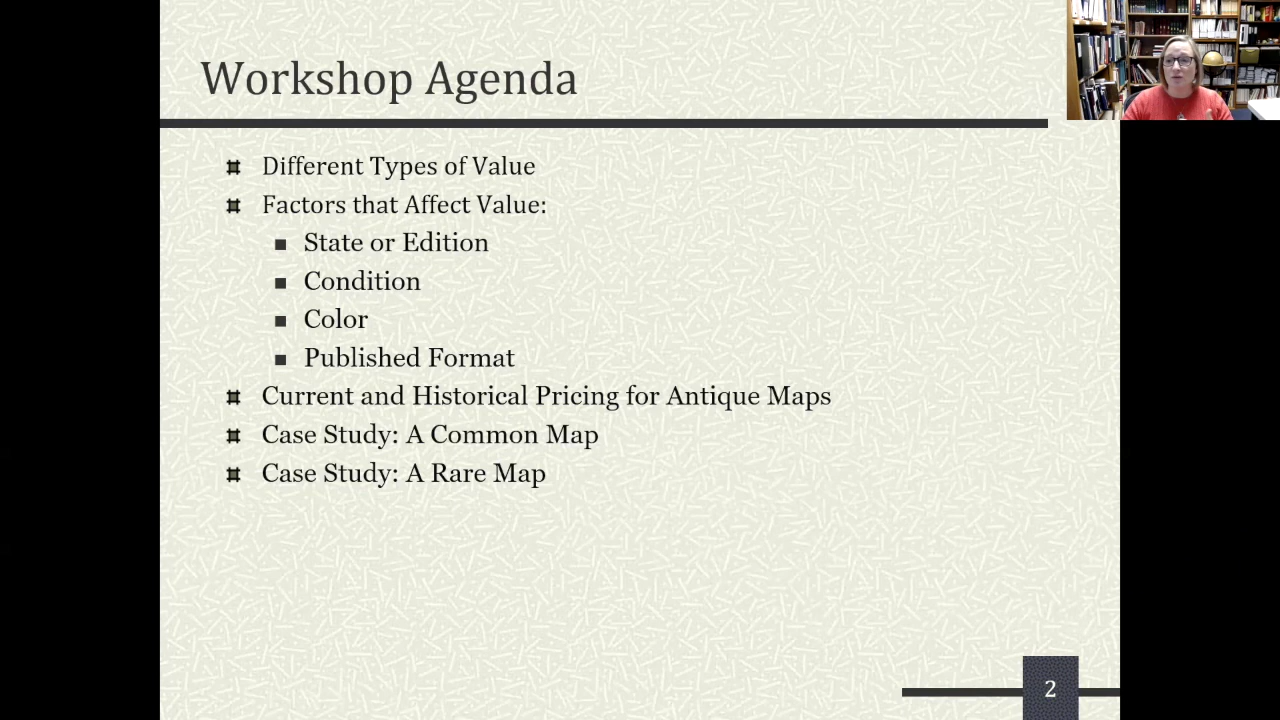 Workshop Agenda
Different Types of Value
Factors that Affect Value:
State or Edition
Condition
Color
Published Format
Current and Historical Pricing for Antique Maps
Case Study: A Common Map
Case Study: A Rare Map
2